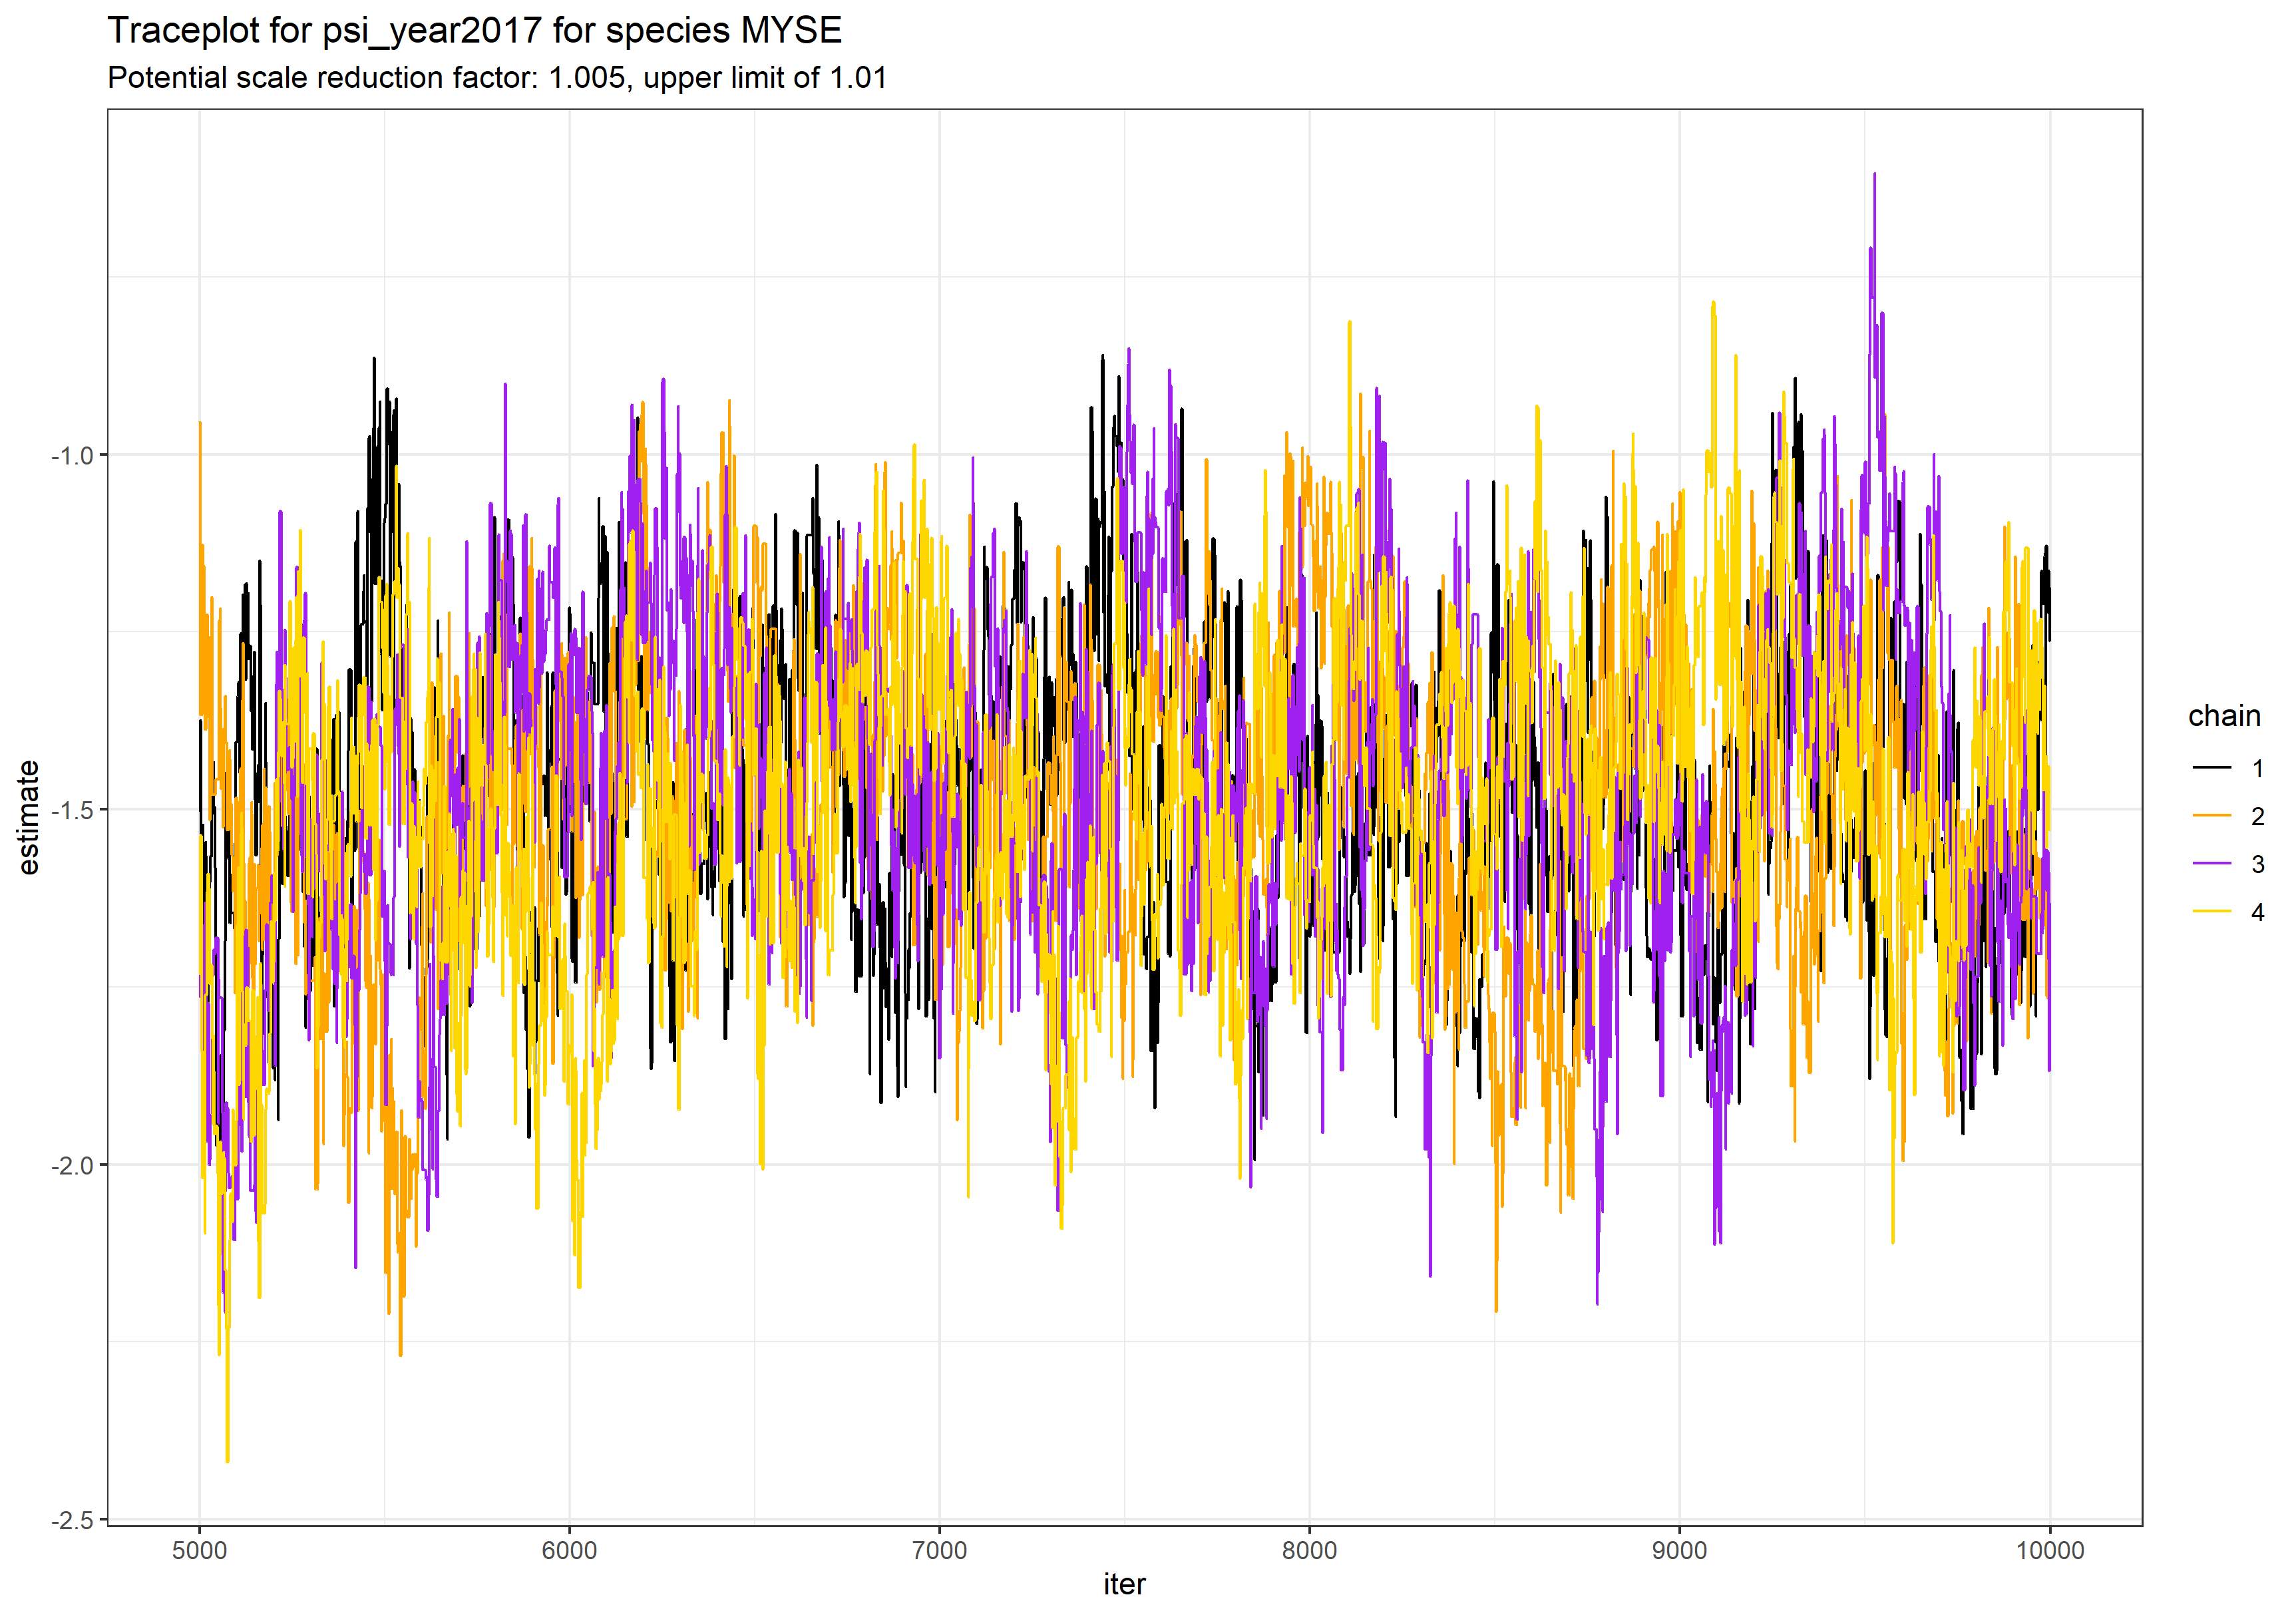 Traceplot for psi_year2017 for species MYSE
Potential scale reduction factor: 1.005, upper limit of 1.01
estimate
-1.0
-1.5
-2.0
-2.5
5000 6000 7000 8000 9000 10000
iter
chain
1
2
3
4